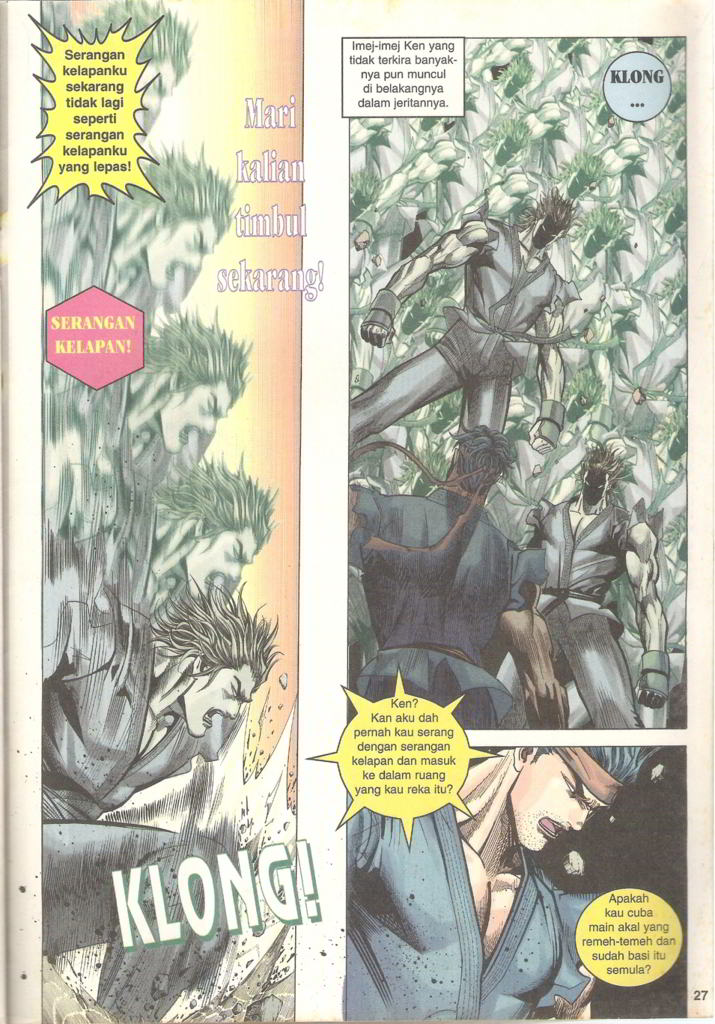 Serangan
kelapanku
sekarang
tidak lagi
seperti
serangan
kelapanku
yang lepas!
Mari
kalian
timbul
sekarang!
SERANGAN
KELAPAN!
KLONG!
Imej-imej Ken yang
tidak terkira banyak-
nya pun muncul
di belakangnya
dalam jeritannya.
KLONG
...
Ken?
Kan aku dah
pernah kau serang
dengan serangan
kelapan dan masuk
ke dalam ruang
yang kau reka itu?
Apakah
kau cuba
main akal yang
remeh-temeh dan
sudah basi itu
semula?
27